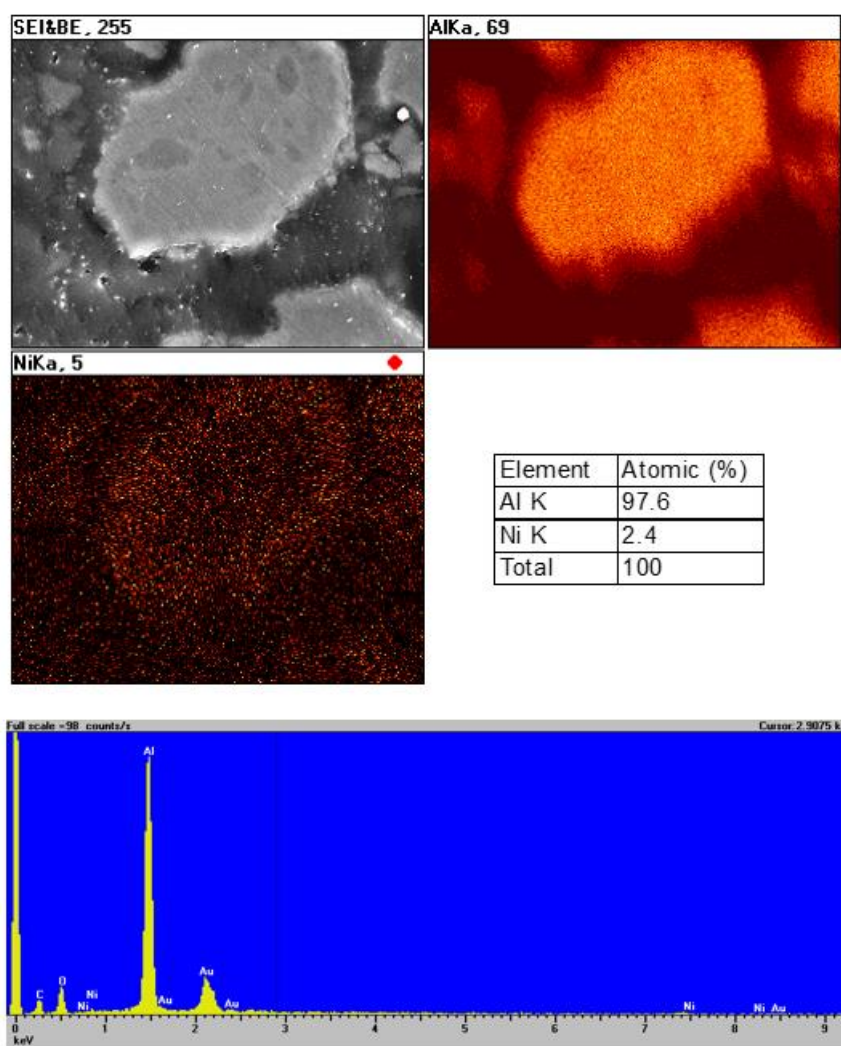 SEI&BE, 255
AlKa, 69
NiKa, 5
Element Atomic (%)
Al K 97.6
Ni K 2.4
Total 100
Full scale =98 counts/s Cursor:2.9075 k
Al
Au
O
C
Ni
Ni
Au
Au
Ni
Ni
Au
0 1 2 3 4 5 6 7 8 9
keV